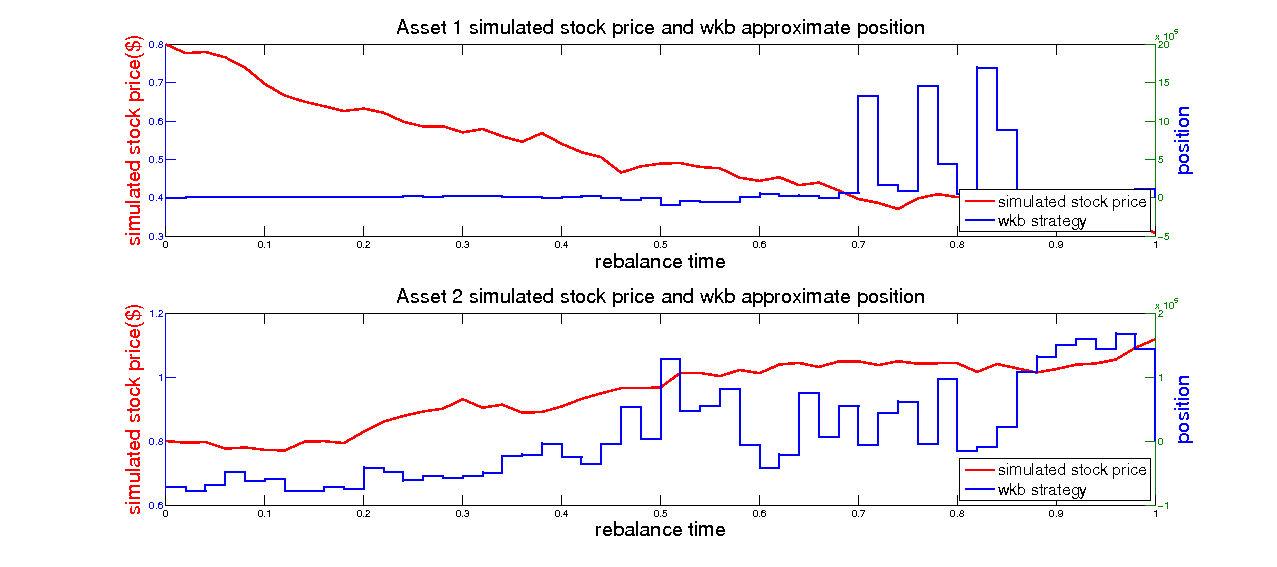 Asset 1 simulated stock price and wkb approximate position
simulated stock price($)
0.8
0.7
0.6
0.5
0.4
0.3
x 10^5
20
15
10
5
0
-5
position
simulated stock price
wkb strategy
0 0.1 0.2 0.3 0.4 0.5 0.6 0.7 0.8 0.9 1
rebalance time
Asset 2 simulated stock price and wkb approximate position
simulated stock price($)
1.2
1
0.8
0.6
x 10^5
2
1
0
-1
position
simulated stock price
wkb strategy
0 0.1 0.2 0.3 0.4 0.5 0.6 0.7 0.8 0.9 1
rebalance time